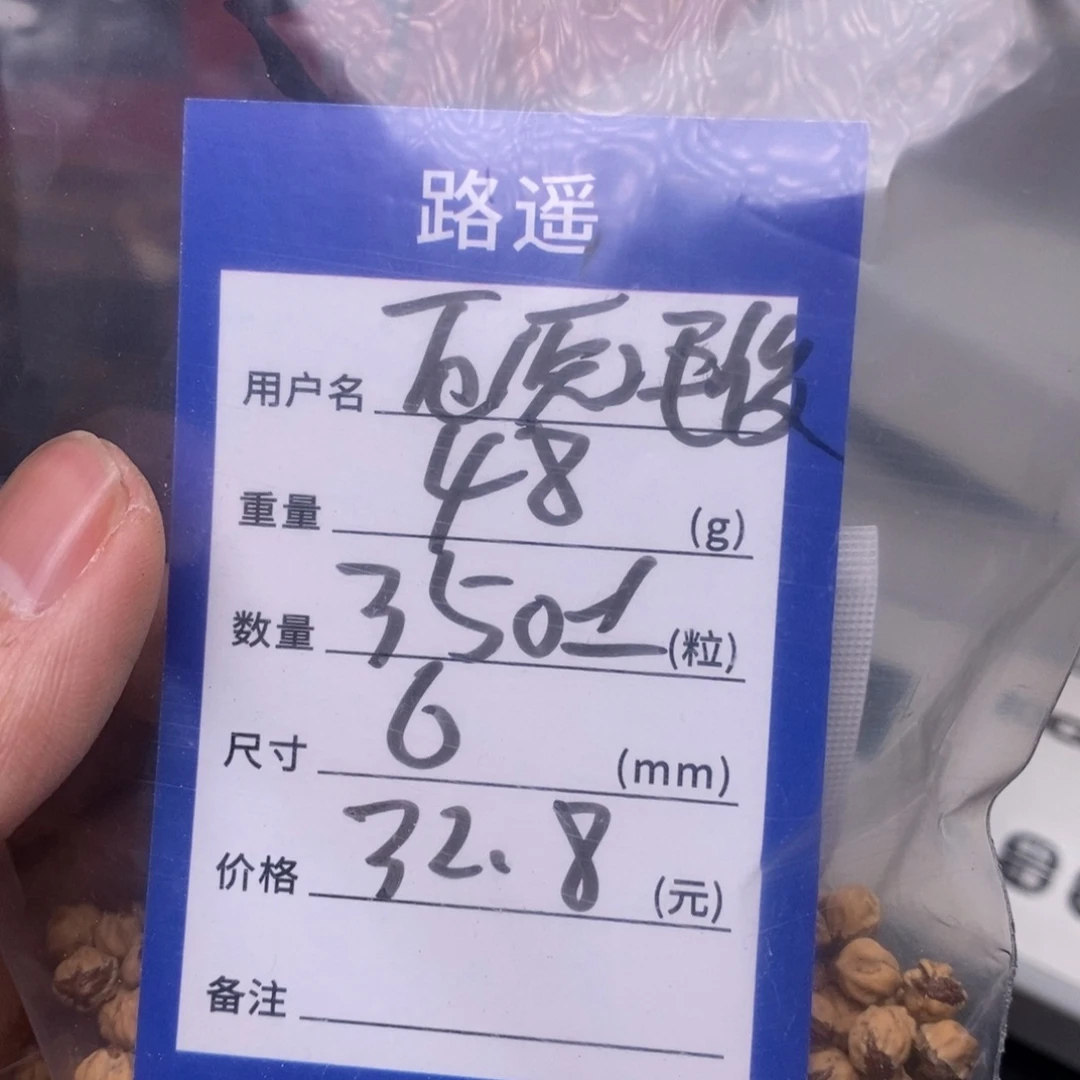 路遥
用户名
重量 48 (g)
数量 350± (粒)
尺寸 6 (mm)
价格 32.8 (元)
备注